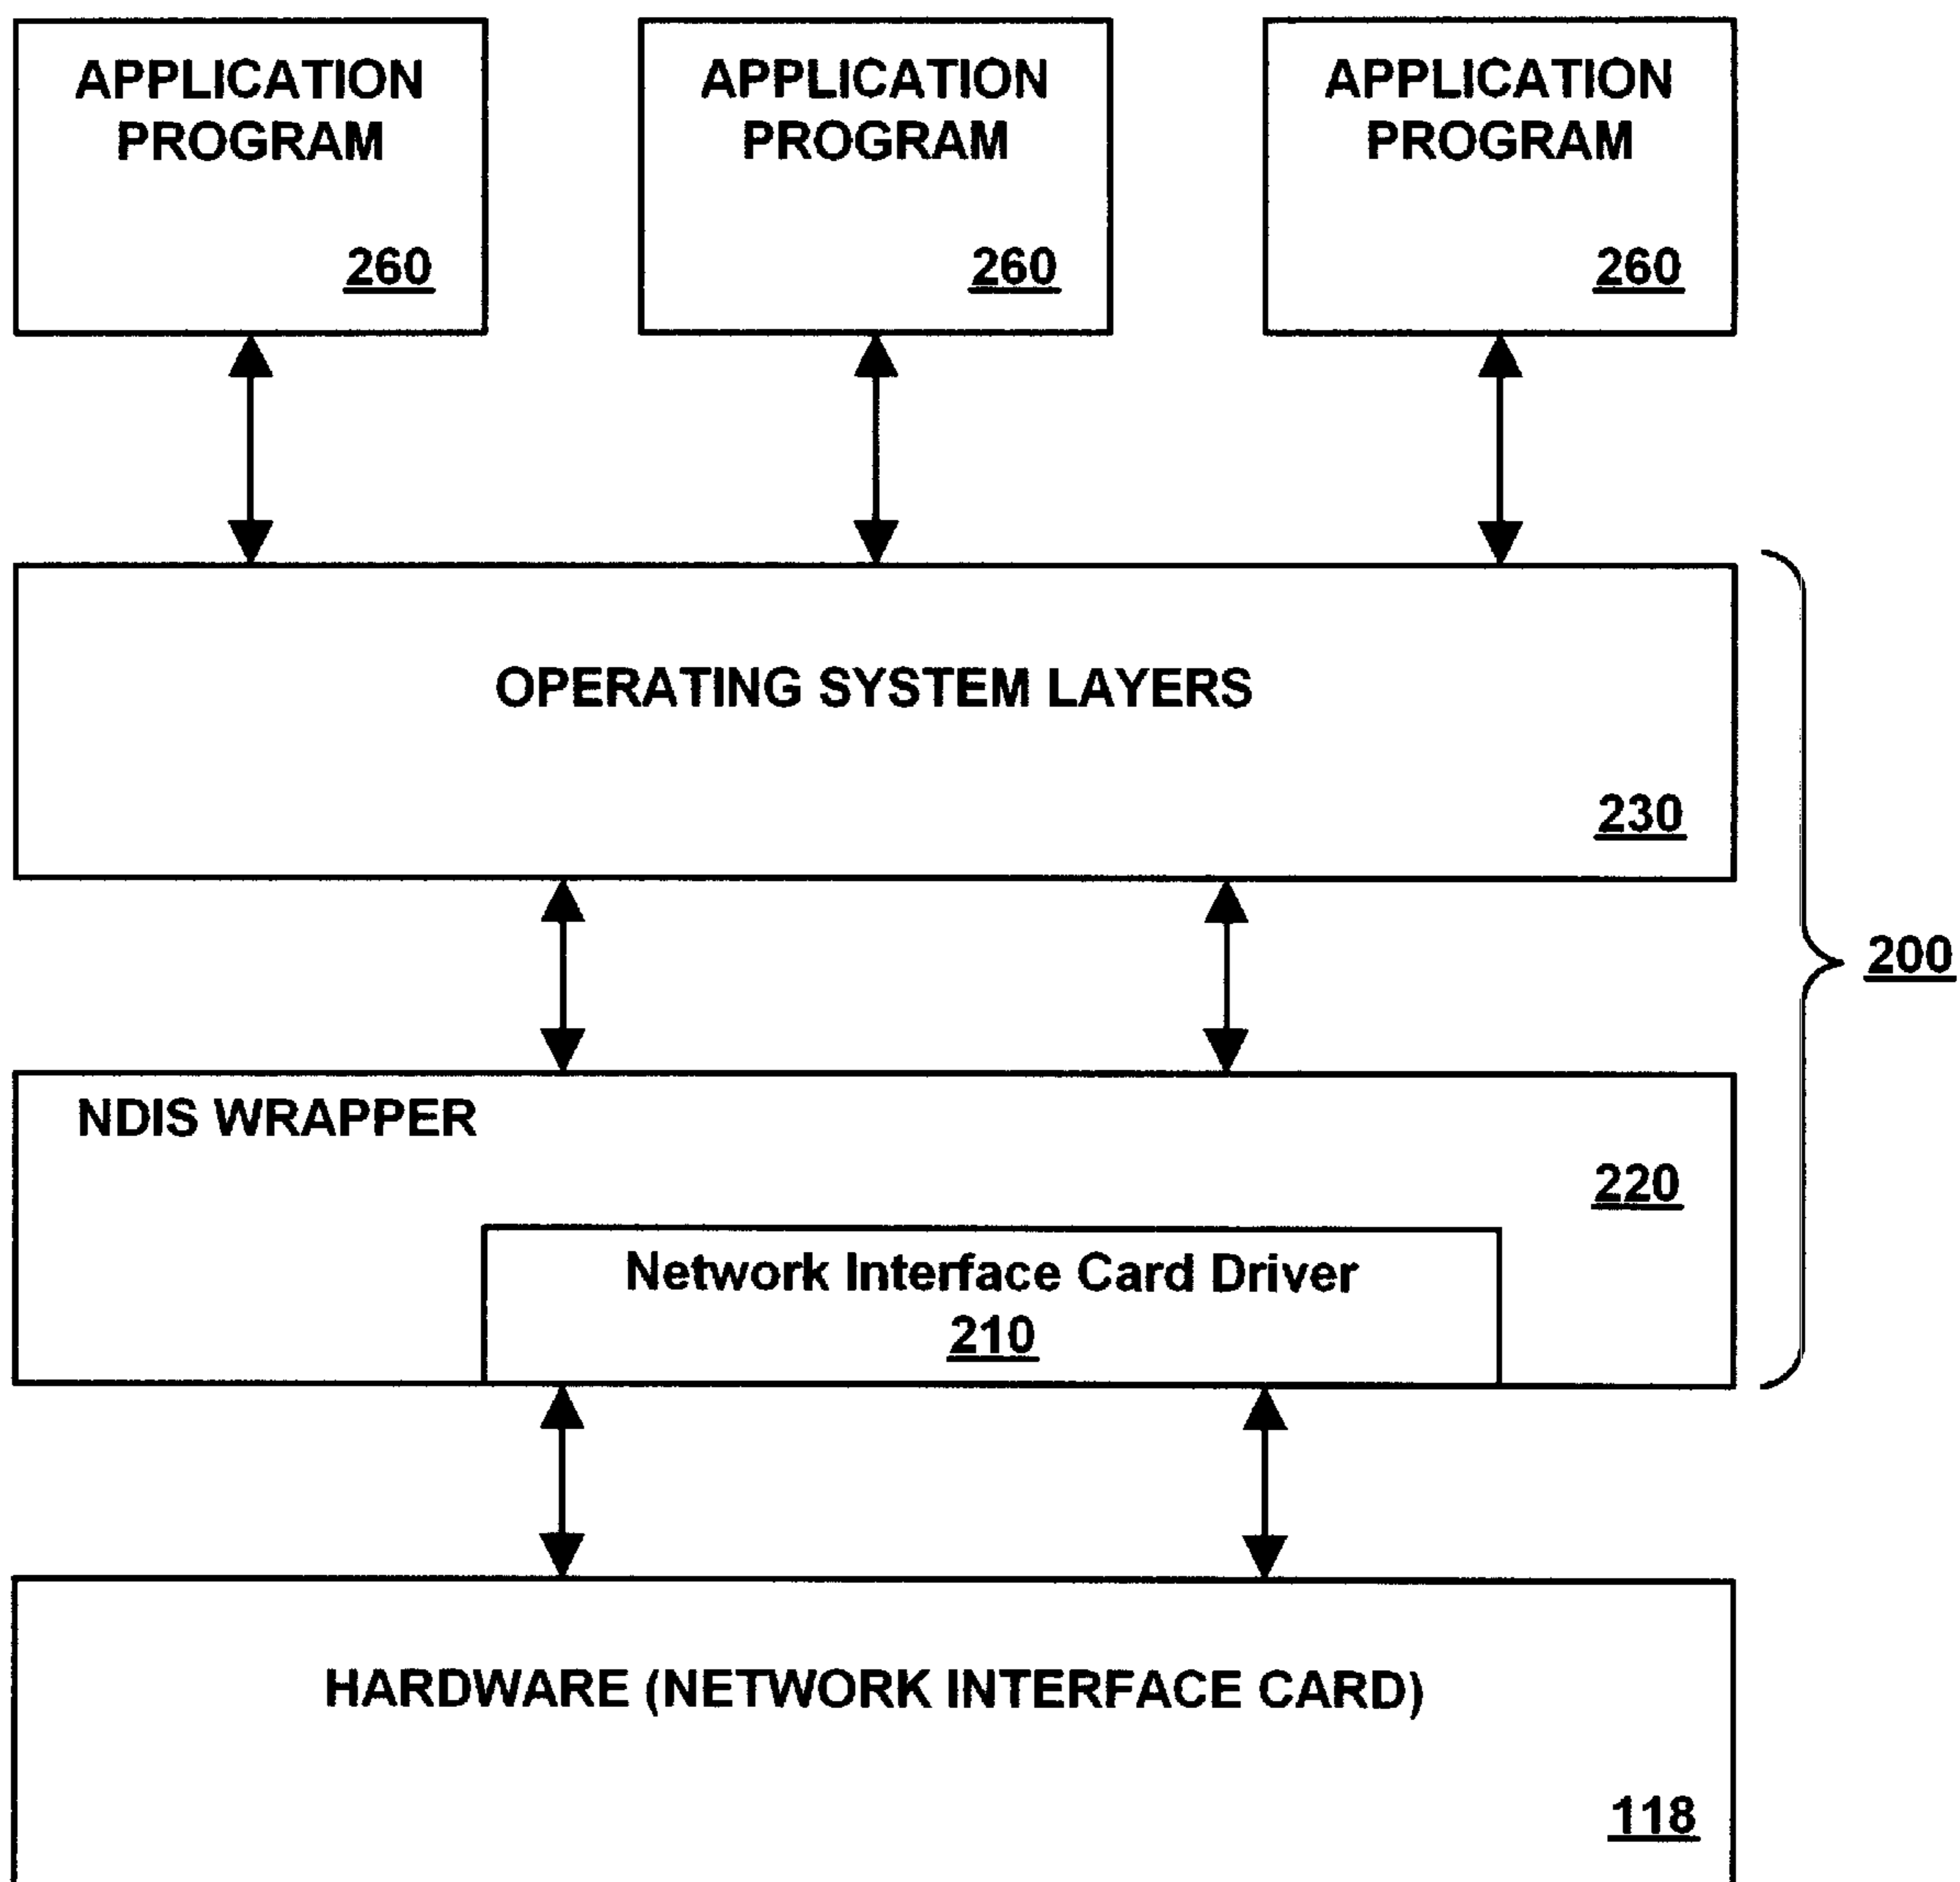 APPLICATION
PROGRAM
260
APPLICATION
PROGRAM
260
APPLICATION
PROGRAM
260
OPERATING SYSTEM LAYERS
230
200
NDIS WRAPPER
220
Network Interface Card Driver
210
HARDWARE (NETWORK INTERFACE CARD)
118